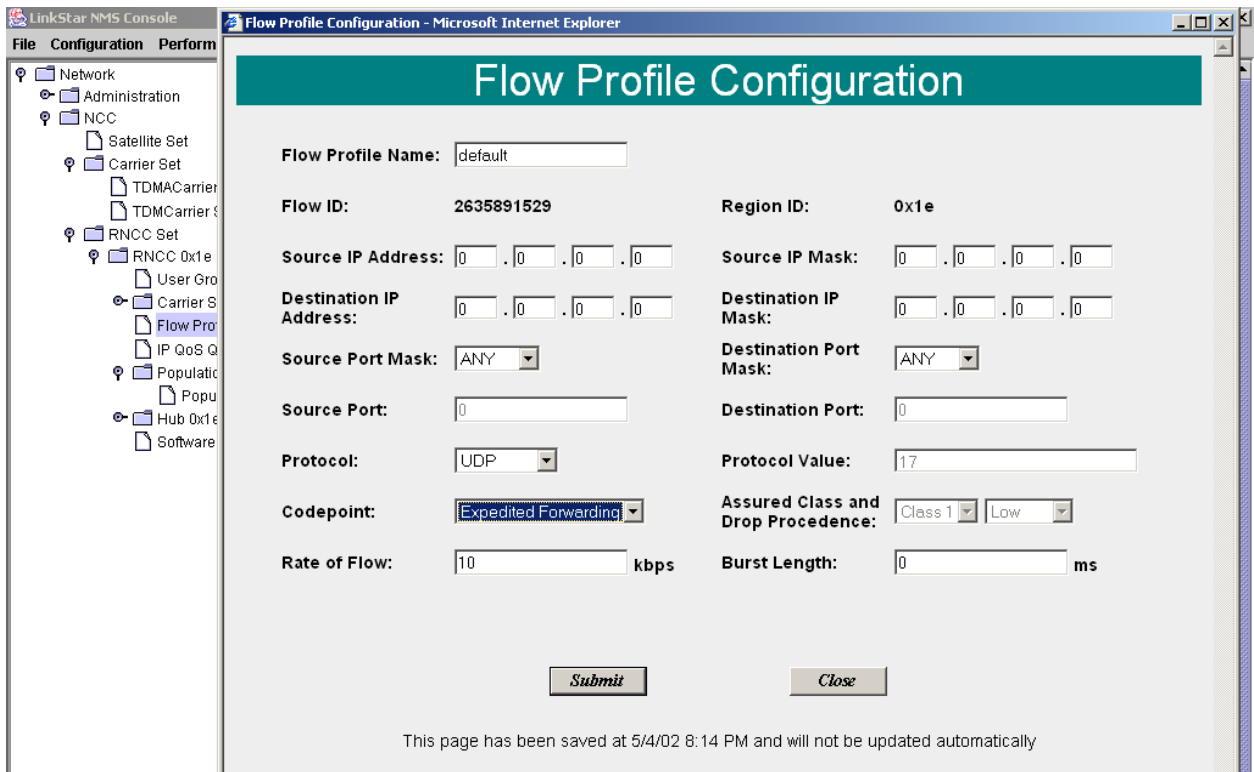 LinkStar NMS Console
File Configuration Perform
Network
Administration
NCC
Satellite Set
Carrier Set
TDMACarrier
TDMCarrier S
RNCC Set
RNCC 0x1e
User Gro
Carrier S
Flow Pro
IP QoS Q
Populatio
Popu
Hub 0x1e
Software
Flow Profile Configuration - Microsoft Internet Explorer
Flow Profile Configuration
Flow Profile Name: default
Flow ID: 2635891529 Region ID: 0x1e
Source IP Address: 0 . 0 . 0 . 0 Source IP Mask: 0 . 0 . 0 . 0
Destination IP
Address: 0 . 0 . 0 . 0
Destination IP
Mask: 0 . 0 . 0 . 0
Source Port Mask: ANY
Destination Port
Mask: ANY
Source Port: 0 Destination Port: 0
Protocol: UDP Protocol Value: 17
Codepoint: Expedited Forwarding
Assured Class and
Drop Procedence: Class 1 Low
Rate of Flow: 10 kbps Burst Length: 0 ms
Submit Close
This page has been saved at 5/4/02 8:14 PM and will not be updated automatically